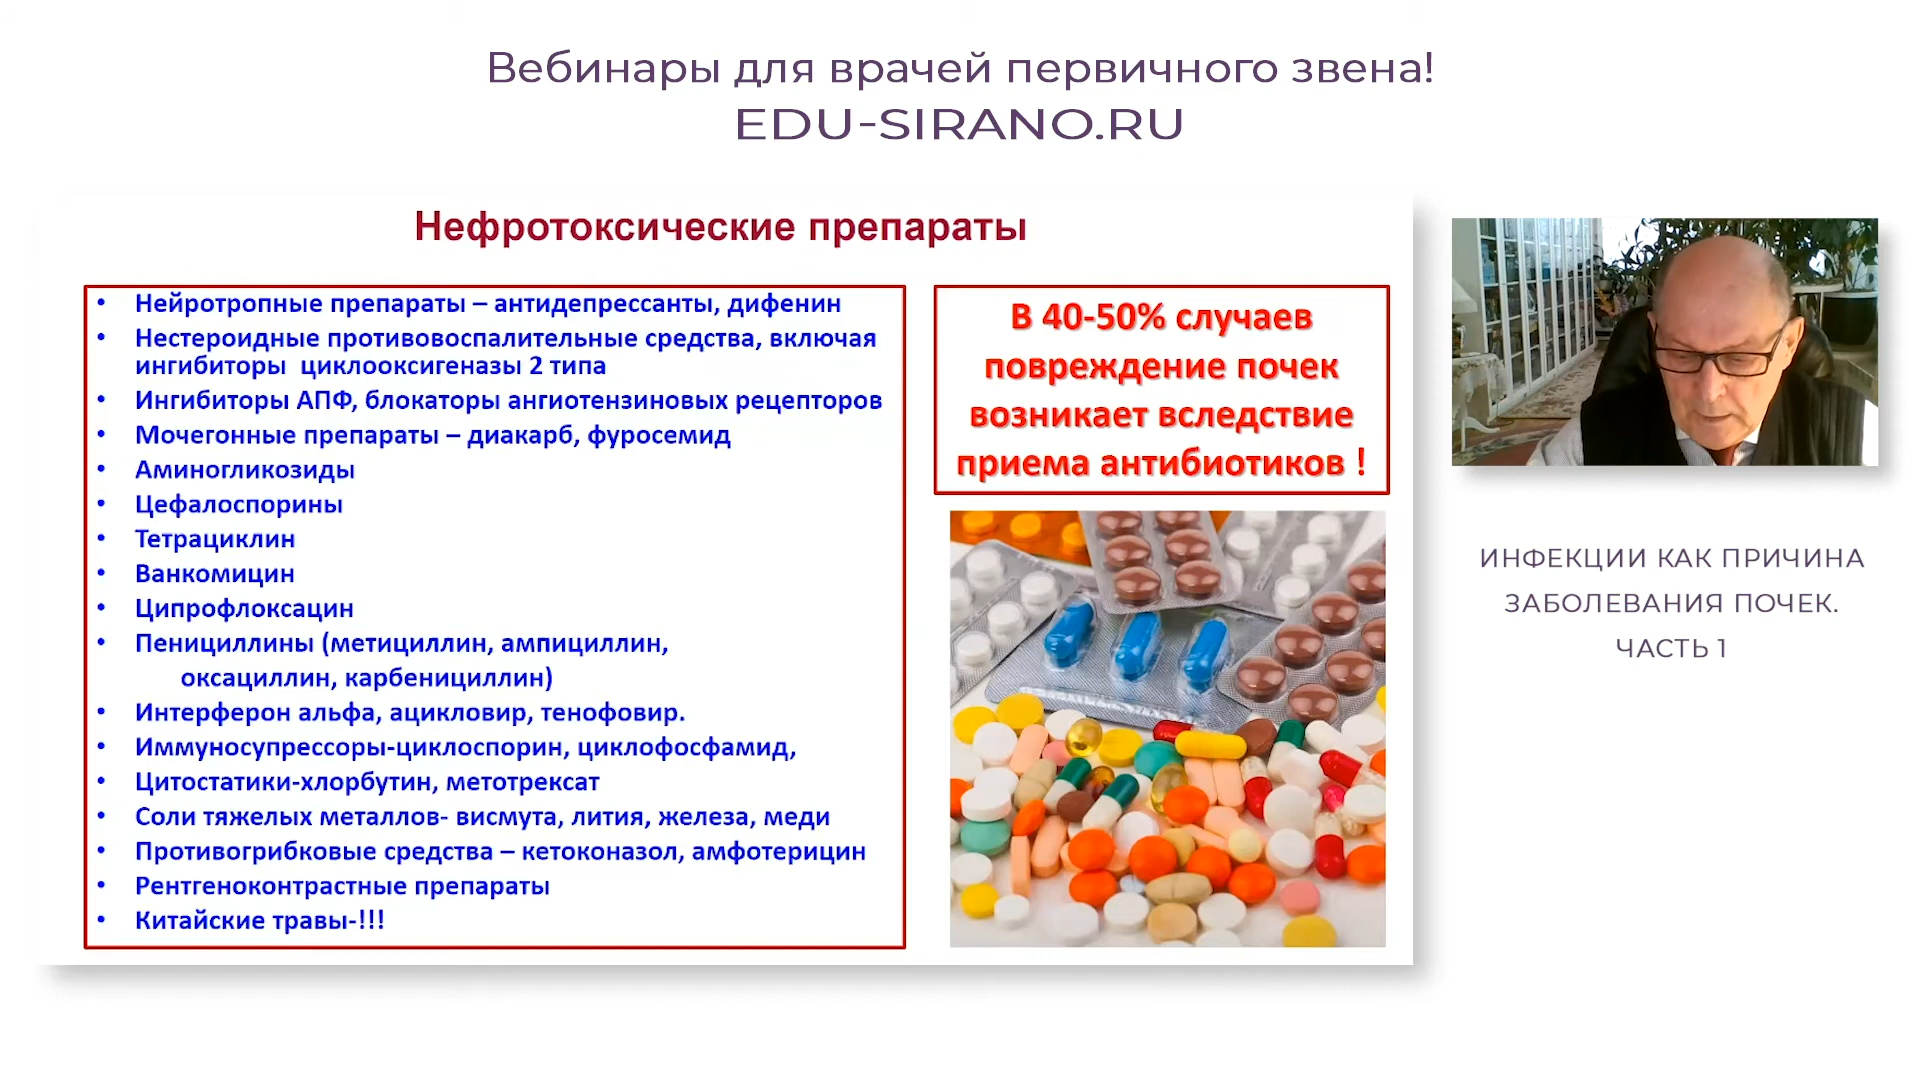 Вебинары для врачей первичного звена!
EDU-SIRANO.RU
Нефротоксические препараты
• Нейротропные препараты – антидепрессанты, дифенин
• Нестероидные противовоспалительные средства, включая
ингибиторы циклооксигеназы 2 типа
• Ингибиторы АПФ, блокаторы ангиотензиновых рецепторов
• Мочегонные препараты – диакарб, фуросемид
• Аминогликозиды
• Цефалоспорины
• Тетрациклин
• Ванкомицин
• Ципрофлоксацин
• Пенициллины (метициллин, ампициллин,
оксациллин, карбенициллин)
• Интерферон альфа, ацикловир, тенофовир.
• Иммуносупрессоры-циклоспорин, циклофосфамид,
• Цитостатики-хлорбутин, метотрексат
• Соли тяжелых металлов- висмута, лития, железа, меди
• Противогрибковые средства – кетоконазол, амфотерицин
• Рентгеноконтрастные препараты
• Китайские травы-!!!
В 40-50% случаев
повреждение почек
возникает вследствие
приема антибиотиков !
ИНФЕКЦИИ КАК ПРИЧИНА
ЗАБОЛЕВАНИЯ ПОЧЕК.
ЧАСТЬ 1